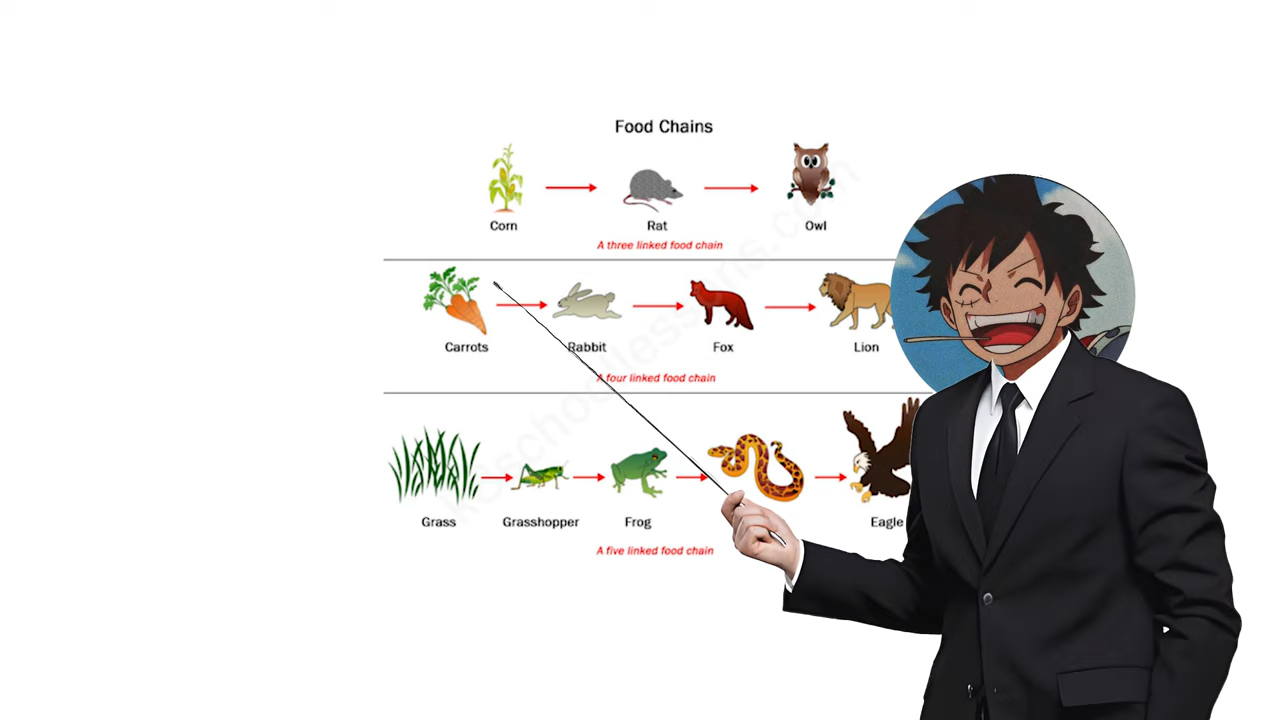 Food Chains
Corn Rat Owl
A three linked food chain
Carrots Rabbit Fox Lion
A four linked food chain
Grass Grasshopper Frog Eagle
A five linked food chain